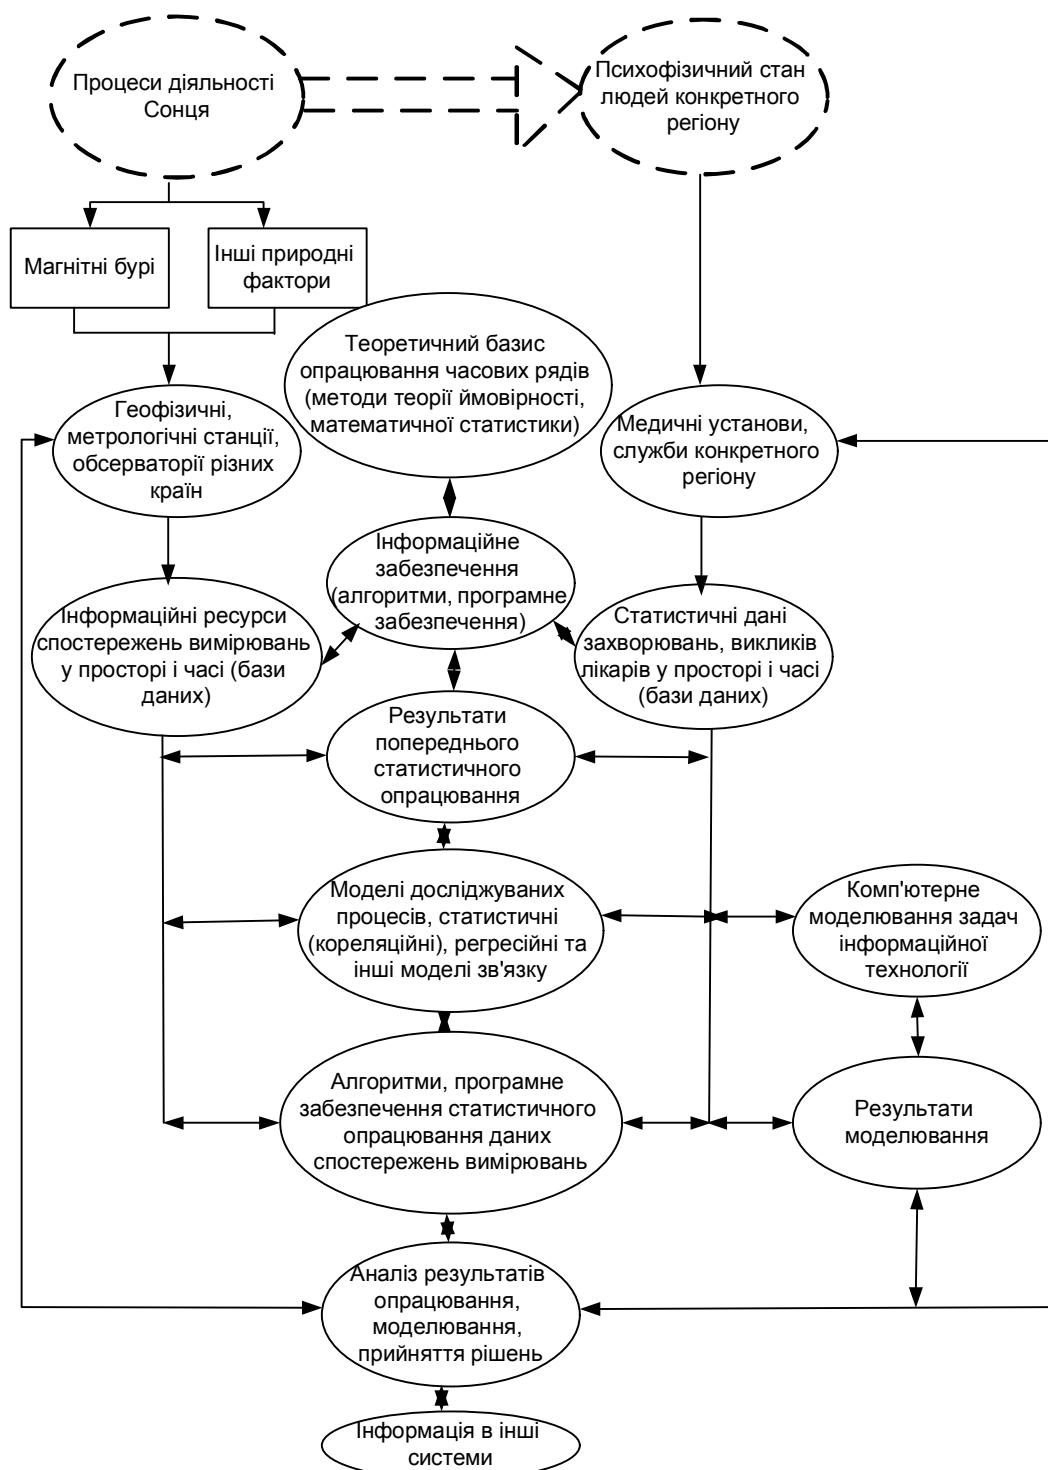 Процеси діяльності
Сонця
Психофізичний стан
людей конкретного
регіону
Магнітні бурі
Інші природні
фактори
Теоретичний базис
опрацювання часових рядів
(методи теорії ймовірності,
математичної статистики)
Геофізичні,
метрологічні станції,
обсерваторії різних
країн
Медичні установи,
служби конкретного
регіону
Інформаційне
забезпечення
(алгоритми, програмне
забезпечення)
Інформаційні ресурси
спостережень вимірювань
у просторі і часі (бази
даних)
Статистичні дані
захворювань, викликів
лікарів у просторі і часі
(бази даних)
Результати
попереднього
статистичного
опрацювання
Моделі досліджуваних
процесів, статистичні
(кореляційні), регресійні та
інші моделі зв'язку
Комп'ютерне
моделювання задач
інформаційної
технології
Алгоритми, програмне
забезпечення статистичного
опрацювання даних
спостережень вимірювань
Результати
моделювання
Аналіз результатів
опрацювання,
моделювання,
прийняття рішень
Інформація в інші
системи